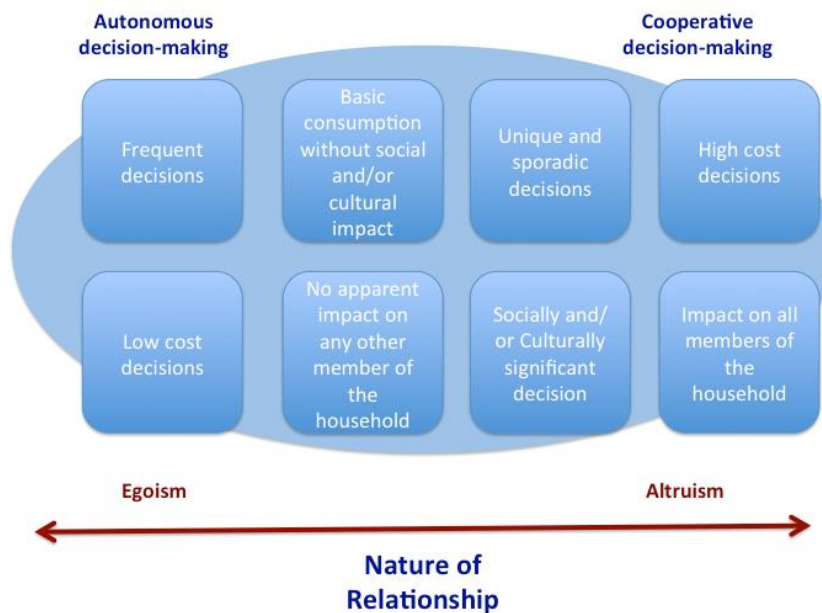 Autonomous
decision-making
Cooperative
decision-making
Frequent
decisions
Basic
consumption
without social
and/or
cultural
impact
Unique and
sporadic
decisions
High cost
decisions
Low cost
decisions
No apparent
impact on
any other
member of
the
household
Socially and/
or Culturally
significant
decision
Impact on all
members of
the
household
Egoism
Altruism
Nature of
Relationship